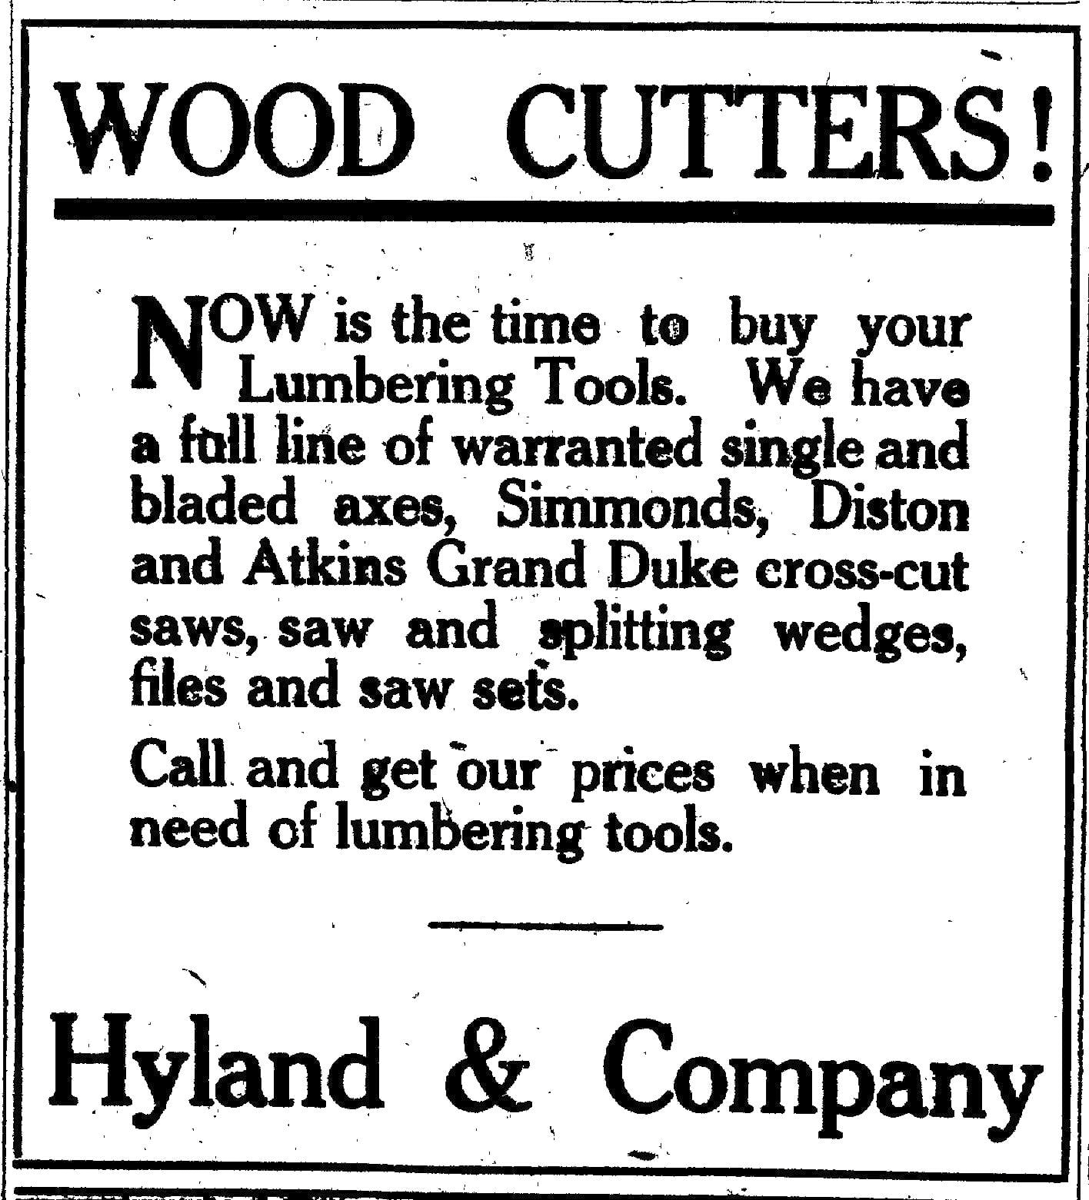 WOOD CUTTERS!
NOW is the time to buy your
Lumbering Tools. We have
a full line of warranted single and
bladed axes, Simmonds, Diston
and Atkins Grand Duke cross-cut
saws, saw and splitting wedges,
files and saw sets.
Call and get our prices when in
need of lumbering tools.
Hyland & Company